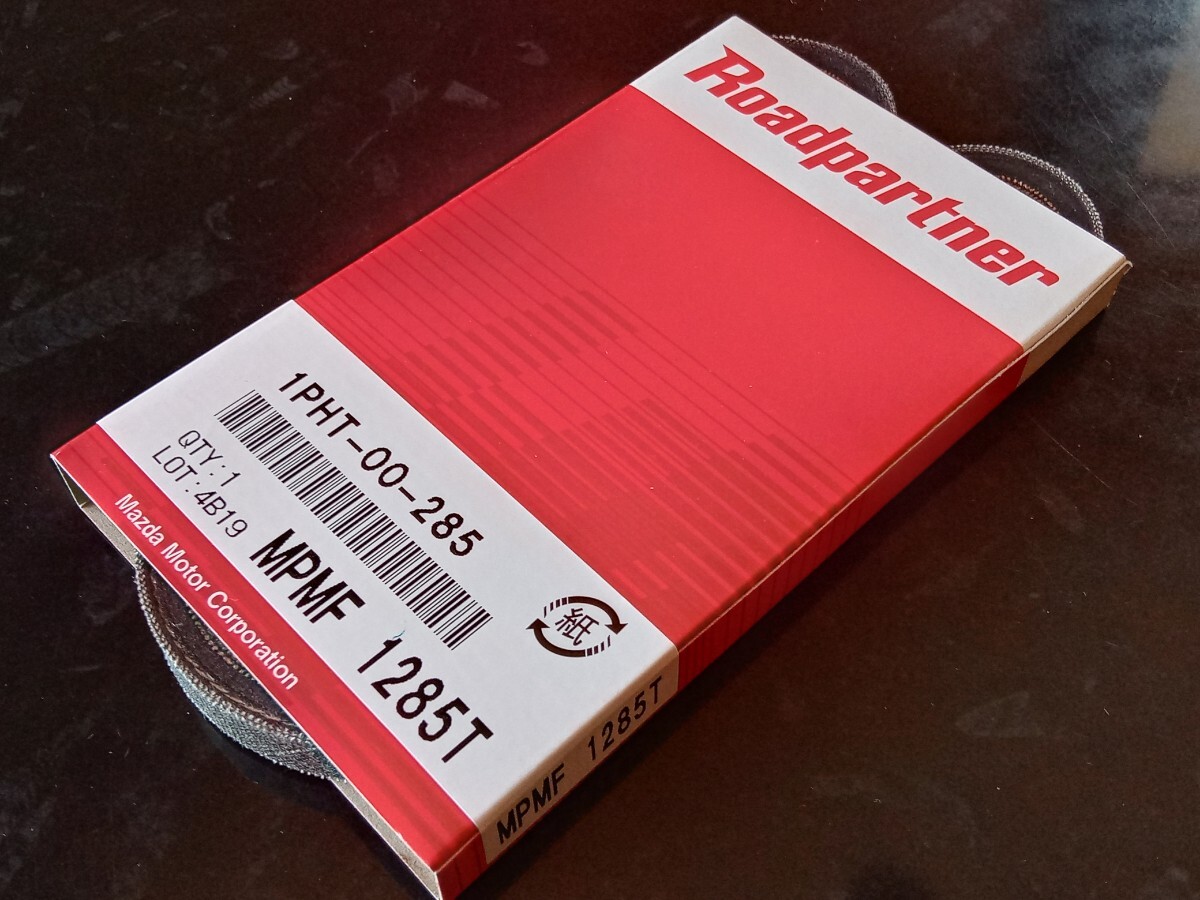 Roadpartner
1PHT-00-285
QTY:1
LOT:4B19
MPMF 1285T
紙
Mazda Motor Corporation
MPMF 1285T